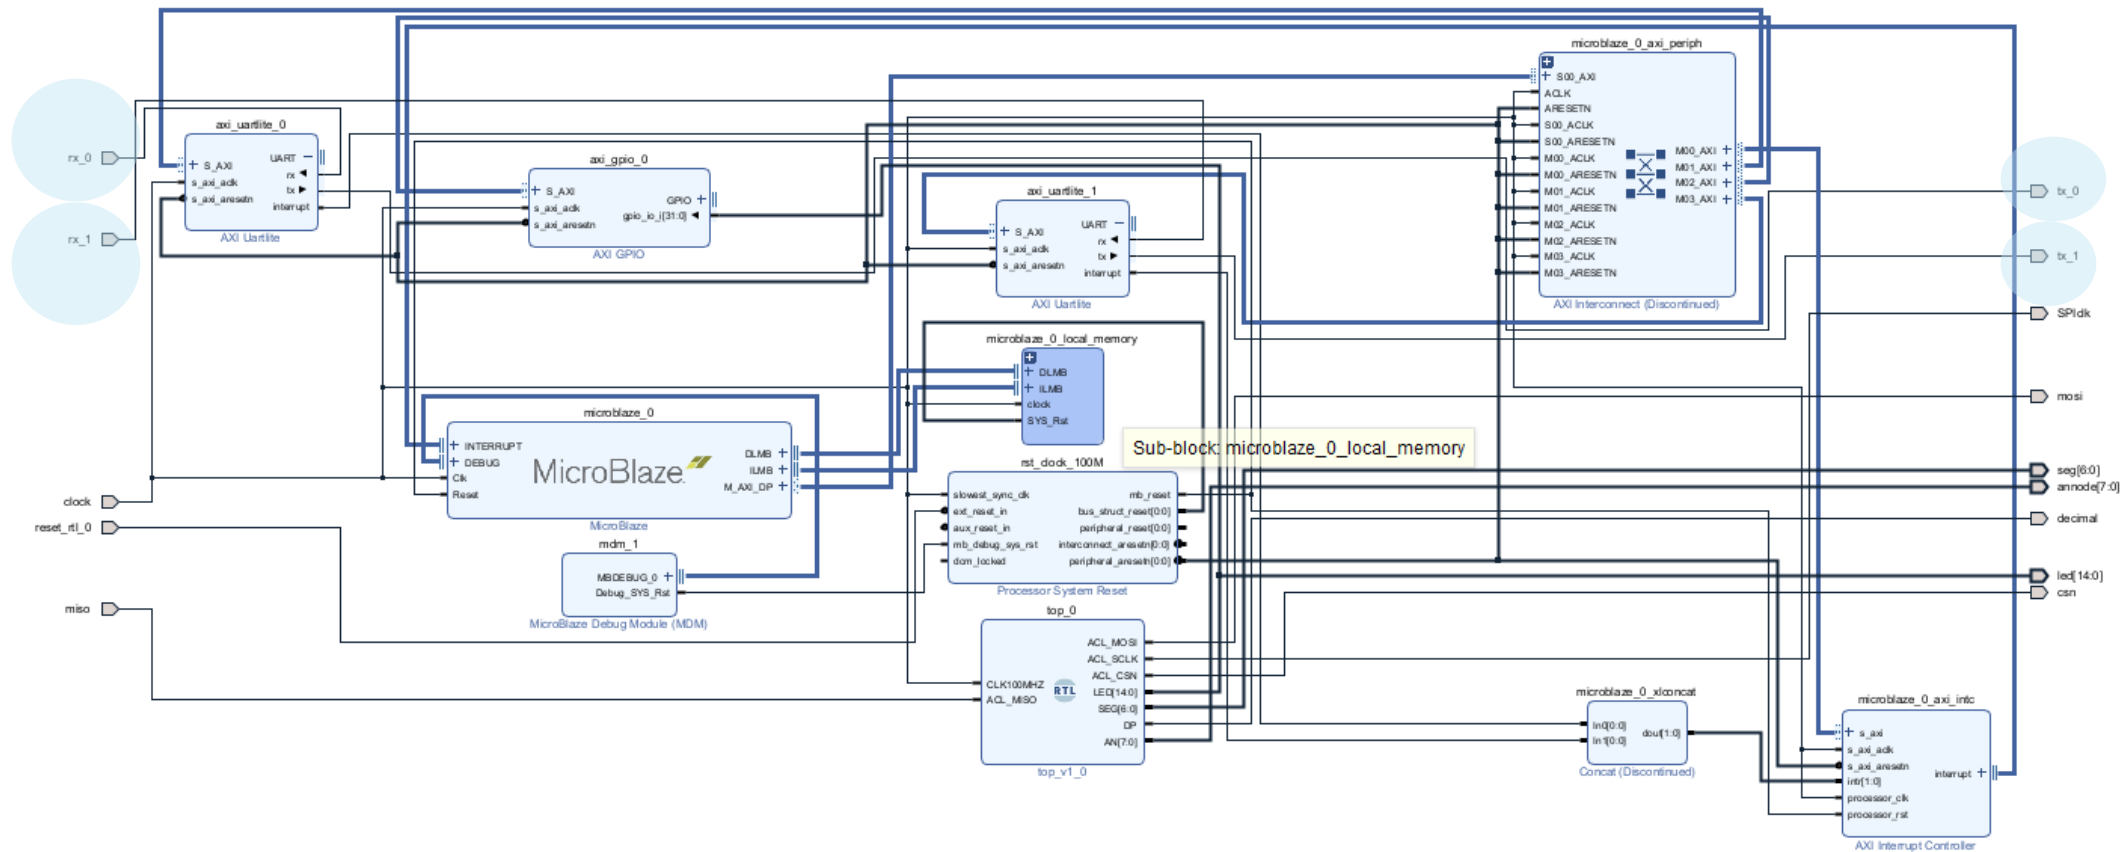 rx_0
rx_1
clock
reset_rtl_0
miso
axi_uartlite_0
S_AXI
s_axi_aclk
s_axi_aresetn
UART
rx
tx
interrupt
AXI Uartlite
axi_gpio_0
S_AXI
s_axi_aclk
s_axi_aresetn
GPIO
gpio_io_i[31:0]
AXI GPIO
axi_uartlite_1
S_AXI
s_axi_aclk
s_axi_aresetn
UART
rx
tx
interrupt
AXI Uartlite
microblaze_0_axi_periph
S00_AXI
ACLK
ARESETN
S00_ACLK
S00_ARESETN
M00_ACLK
M00_ARESETN
M01_ACLK
M01_ARESETN
M02_ACLK
M02_ARESETN
M03_ACLK
M03_ARESETN
M00_AXI
M01_AXI
M02_AXI
M03_AXI
AXI Interconnect (Discontinued)
microblaze_0_local_memory
DLMB
ILMB
clock
SYS_Rst
Sub-block: microblaze_0_local_memory
microblaze_0
INTERRUPT
DEBUG
Clk
Reset
MicroBlaze
DLMB
ILMB
M_AXI_DP
MicroBlaze
mdm_1
MBDEBUG_0
Debug_SYS_Rst
MicroBlaze Debug Module (MDM)
rst_clock_100M
slowest_sync_clk
ext_reset_in
aux_reset_in
mb_debug_sys_rst
dcm_locked
mb_reset
bus_struct_reset[0:0]
peripheral_reset[0:0]
interconnect_aresetn[0:0]
peripheral_aresetn[0:0]
Processor System Reset
top_0
CLK100MHZ
ACL_MISO
RTL
ACL_MOSI
ACL_SCLK
ACL_CSN
LED[14:0]
SEG[6:0]
DP
AN[7:0]
top_v1_0
microblaze_0_xlconcat
In0[0:0]
In1[0:0]
dout[1:0]
Concat (Discontinued)
microblaze_0_axi_intc
s_axi
s_axi_aclk
s_axi_aresetn
intr[1:0]
processor_clk
processor_rst
interrupt
AXI Interrupt Controller
tx_0
tx_1
SPIclk
mosi
seg[6:0]
annode[7:0]
decimal
led[14:0]
csn